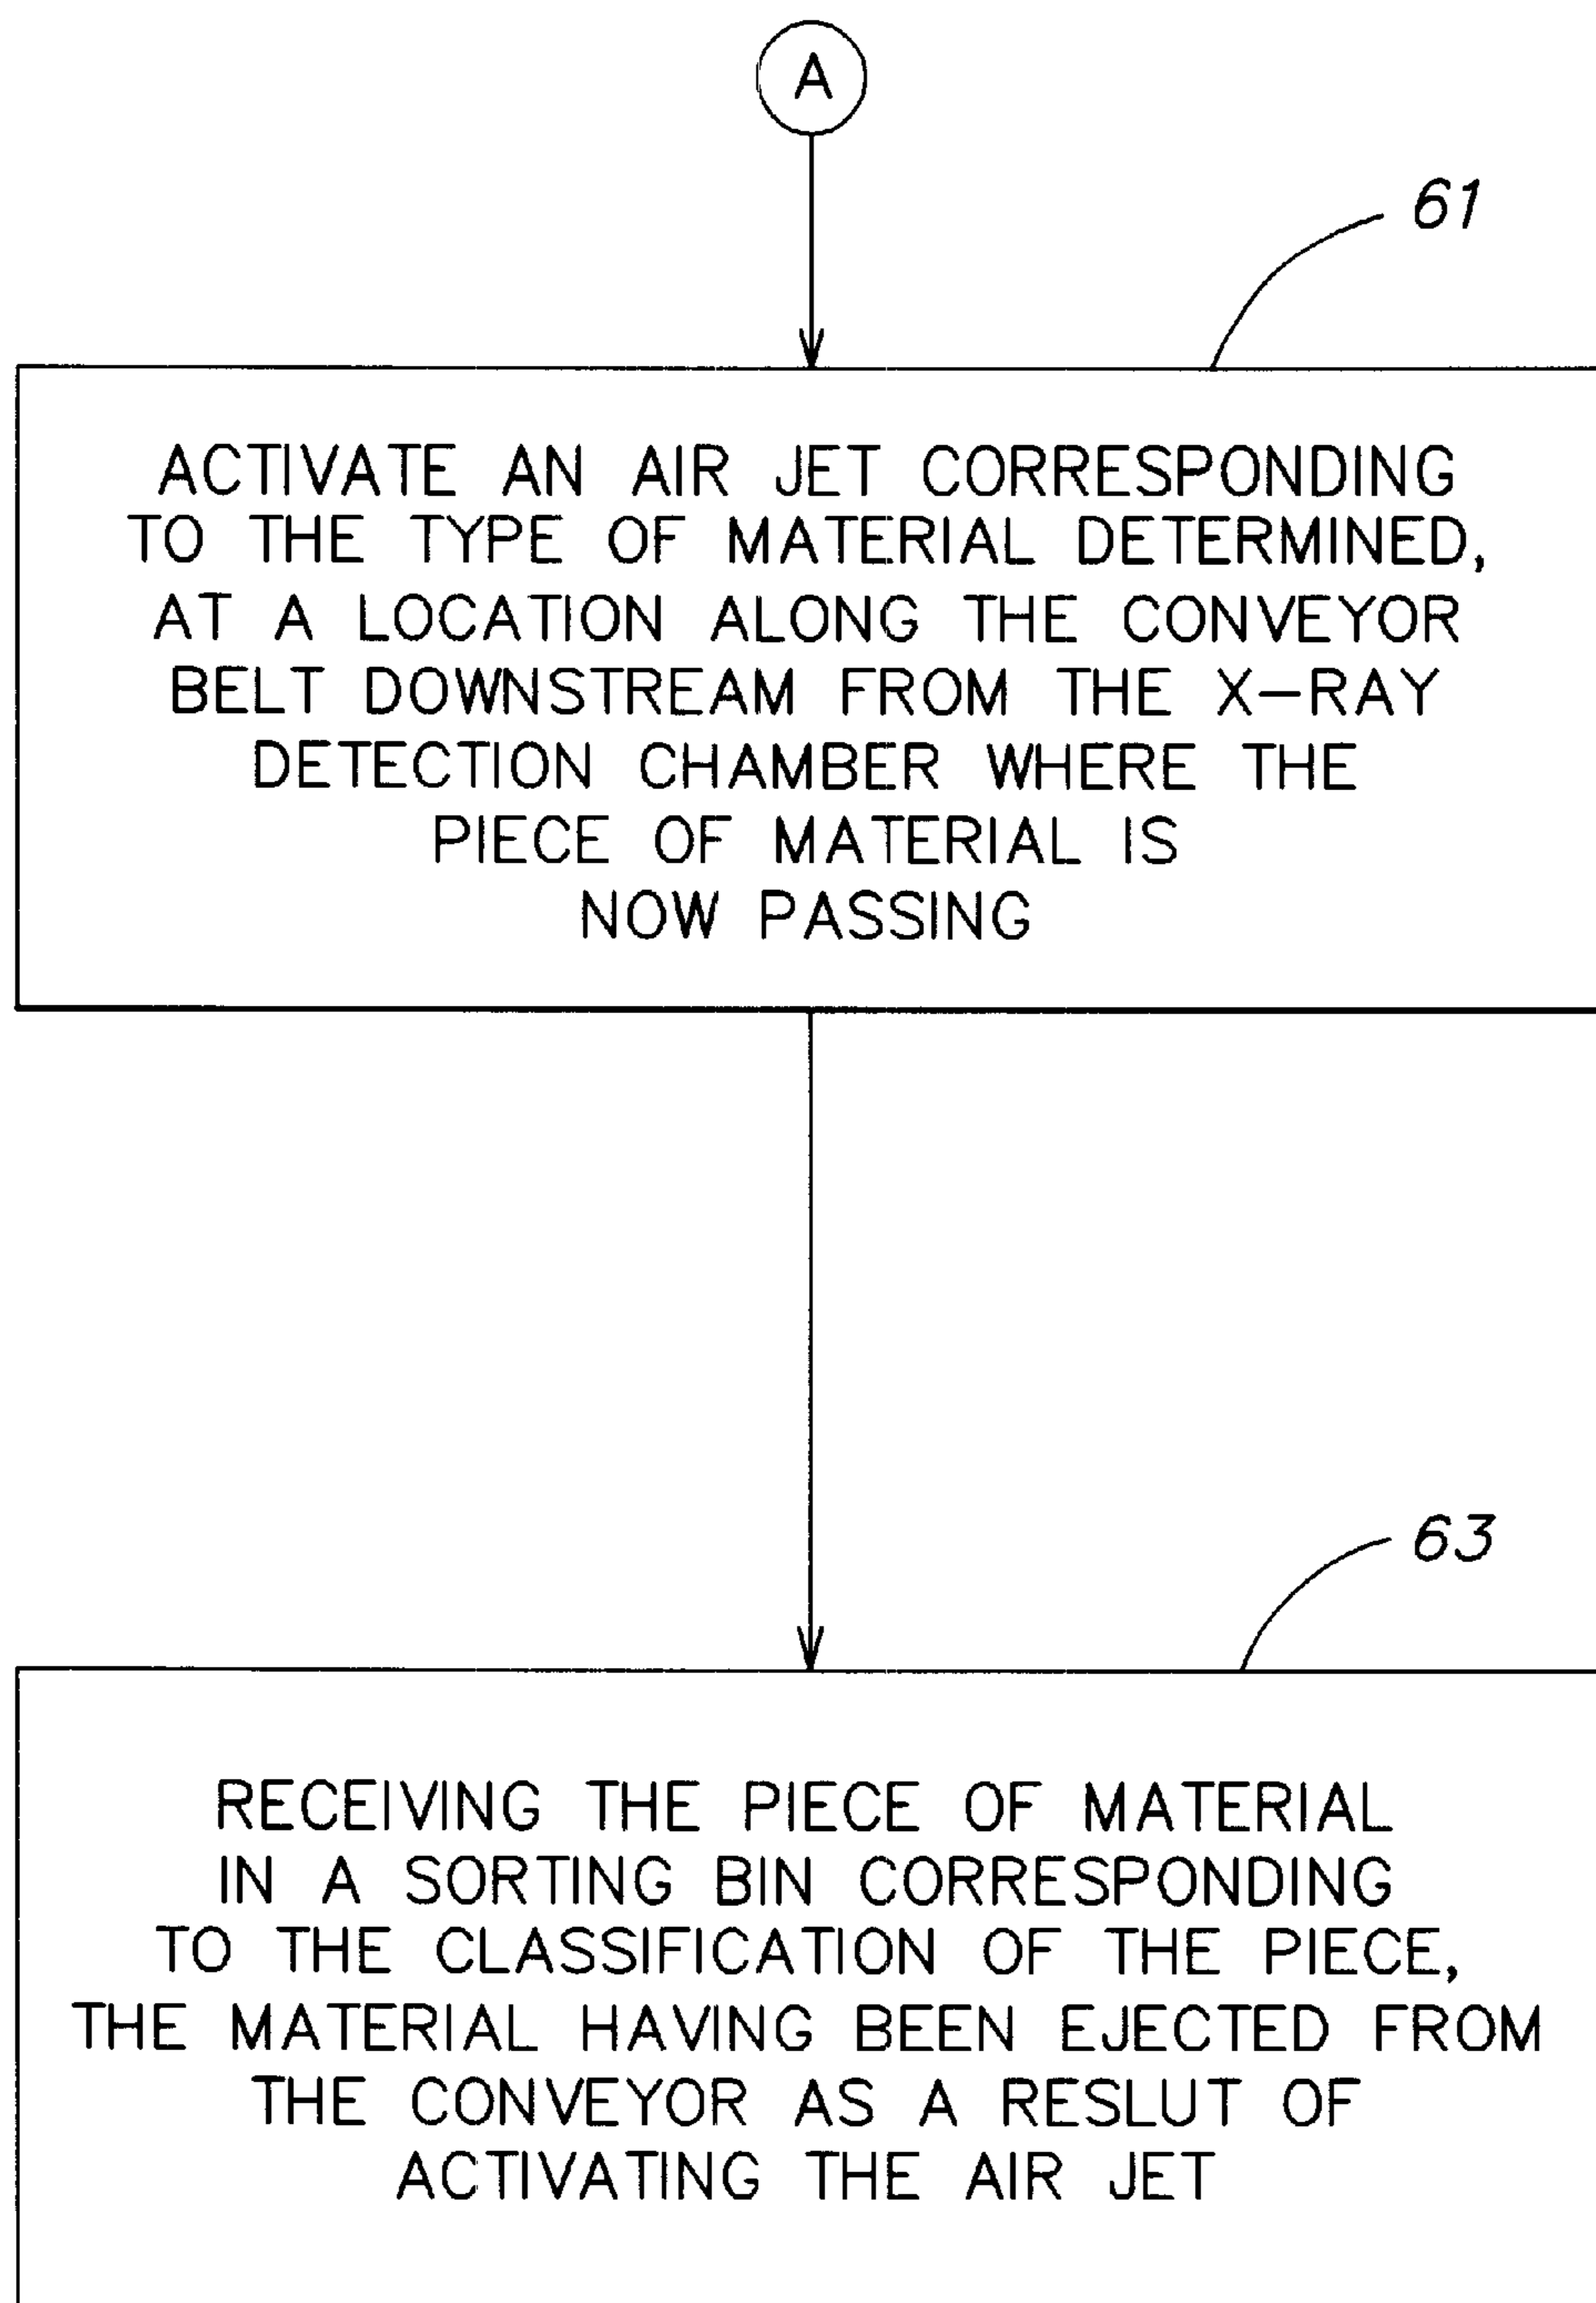 A
61
ACTIVATE AN AIR JET CORRESPONDING
TO THE TYPE OF MATERIAL DETERMINED,
AT A LOCATION ALONG THE CONVEYOR
BELT DOWNSTREAM FROM THE X-RAY
DETECTION CHAMBER WHERE THE
PIECE OF MATERIAL IS
NOW PASSING
63
RECEIVING THE PIECE OF MATERIAL
IN A SORTING BIN CORRESPONDING
TO THE CLASSIFICATION OF THE PIECE,
THE MATERIAL HAVING BEEN EJECTED FROM
THE CONVEYOR AS A RESLUT OF
ACTIVATING THE AIR JET